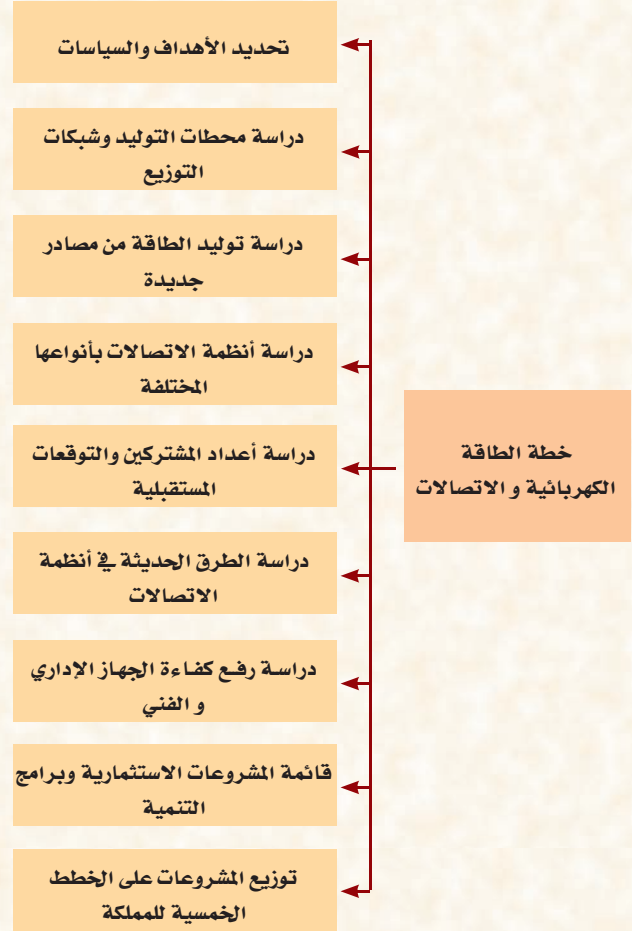 خطة الطاقة
الكهربائية و الاتصالات
تحديد الأهداف والسياسات
دراسة محطات التوليد وشبكات
التوزيع
دراسة توليد الطاقة من مصادر
جديدة
دراسة أنظمة الاتصالات بأنواعها
المختلفة
دراسة أعداد المشتركين والتوقعات
المستقبلية
دراسة الطرق الحديثة في أنظمة
الاتصالات
دراسة رفع كفاءة الجهاز الإداري
و الفني
قائمة المشروعات الاستثمارية وبرامج
التنمية
توزيع المشروعات على الخطط
الخمسية للمملكة